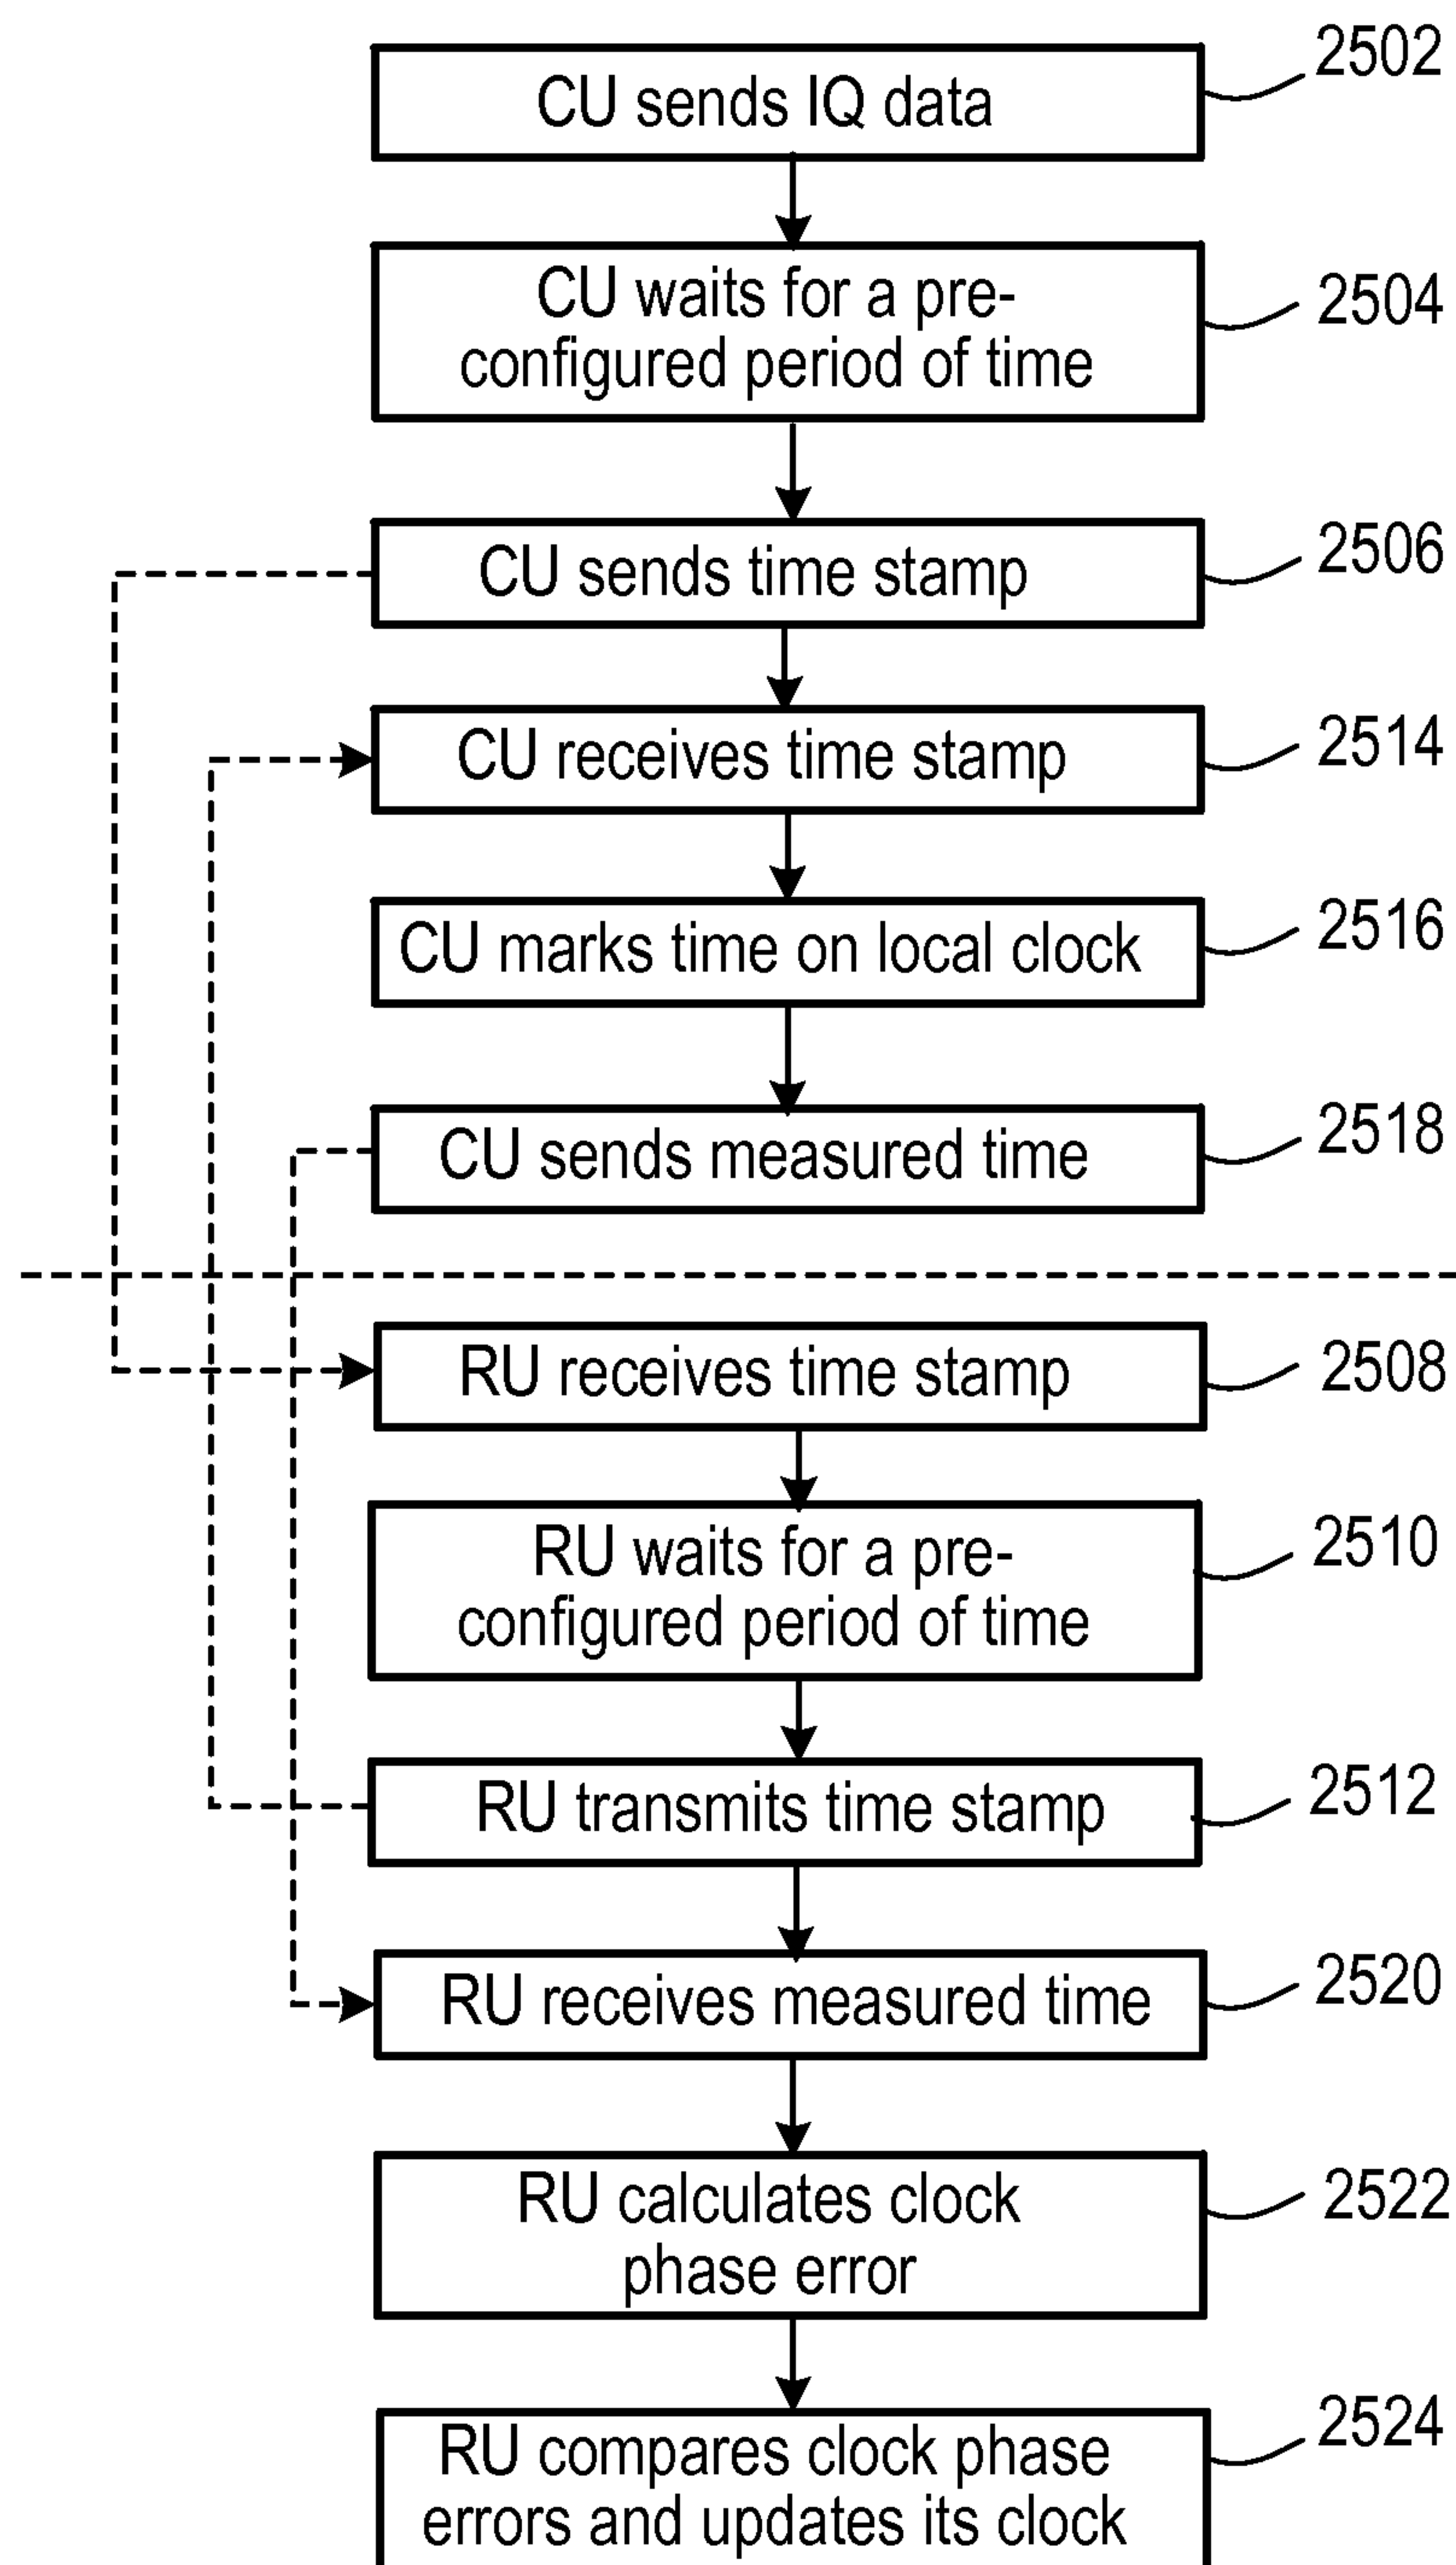 CU sends IQ data
2502
CU waits for a pre-
configured period of time
2504
CU sends time stamp
2506
CU receives time stamp
2514
CU marks time on local clock
2516
CU sends measured time
2518
RU receives time stamp
2508
RU waits for a pre-
configured period of time
2510
RU transmits time stamp
2512
RU receives measured time
2520
RU calculates clock
phase error
2522
RU compares clock phase
errors and updates its clock
2524